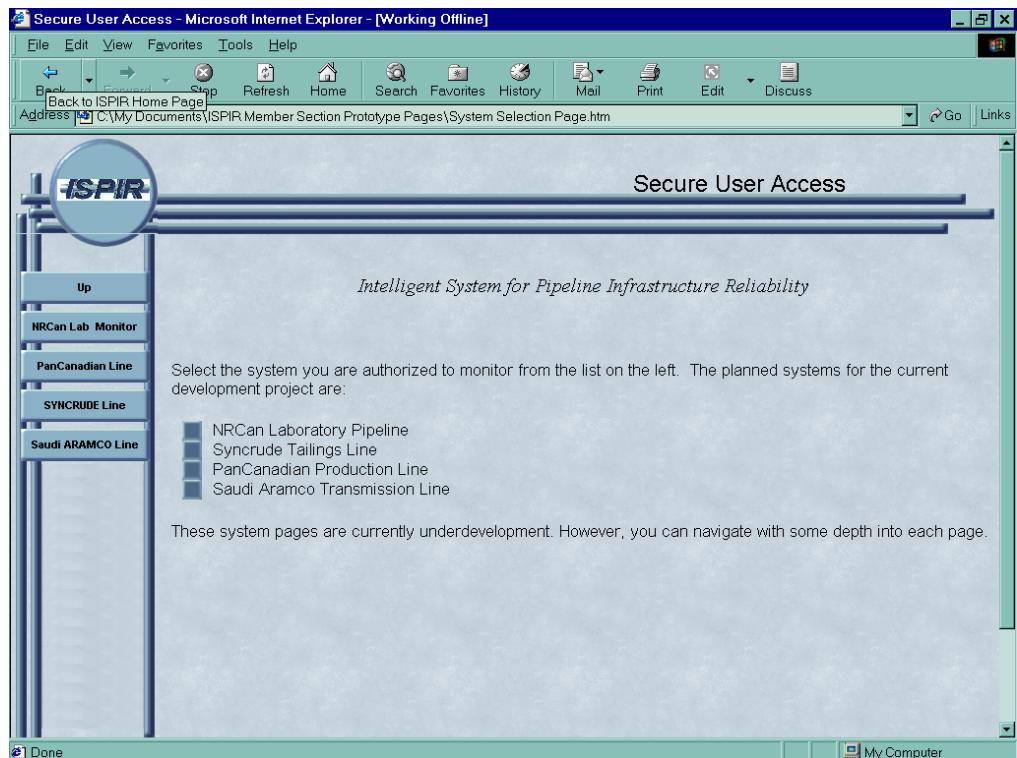 Secure User Access - Microsoft Internet Explorer - [Working Offline]
File Edit View Favorites Tools Help
Back Forward Stop Refresh Home Search Favorites History Mail Print Edit Discuss
Back to ISPIR Home Page
Address C:\My Documents\ISPIR Member Section Prototype Pages\System Selection Page.htm Go Links
ISPIR
Secure User Access
Up
Intelligent System for Pipeline Infrastructure Reliability
NRCan Lab Monitor
PanCanadian Line
SYNCRUDE Line
Saudi ARAMCO Line
Select the system you are authorized to monitor from the list on the left. The planned systems for the current
development project are:
NRCan Laboratory Pipeline
Syncrude Tailings Line
PanCanadian Production Line
Saudi Aramco Transmission Line
These system pages are currently underdevelopment. However, you can navigate with some depth into each page.
Done
My Computer